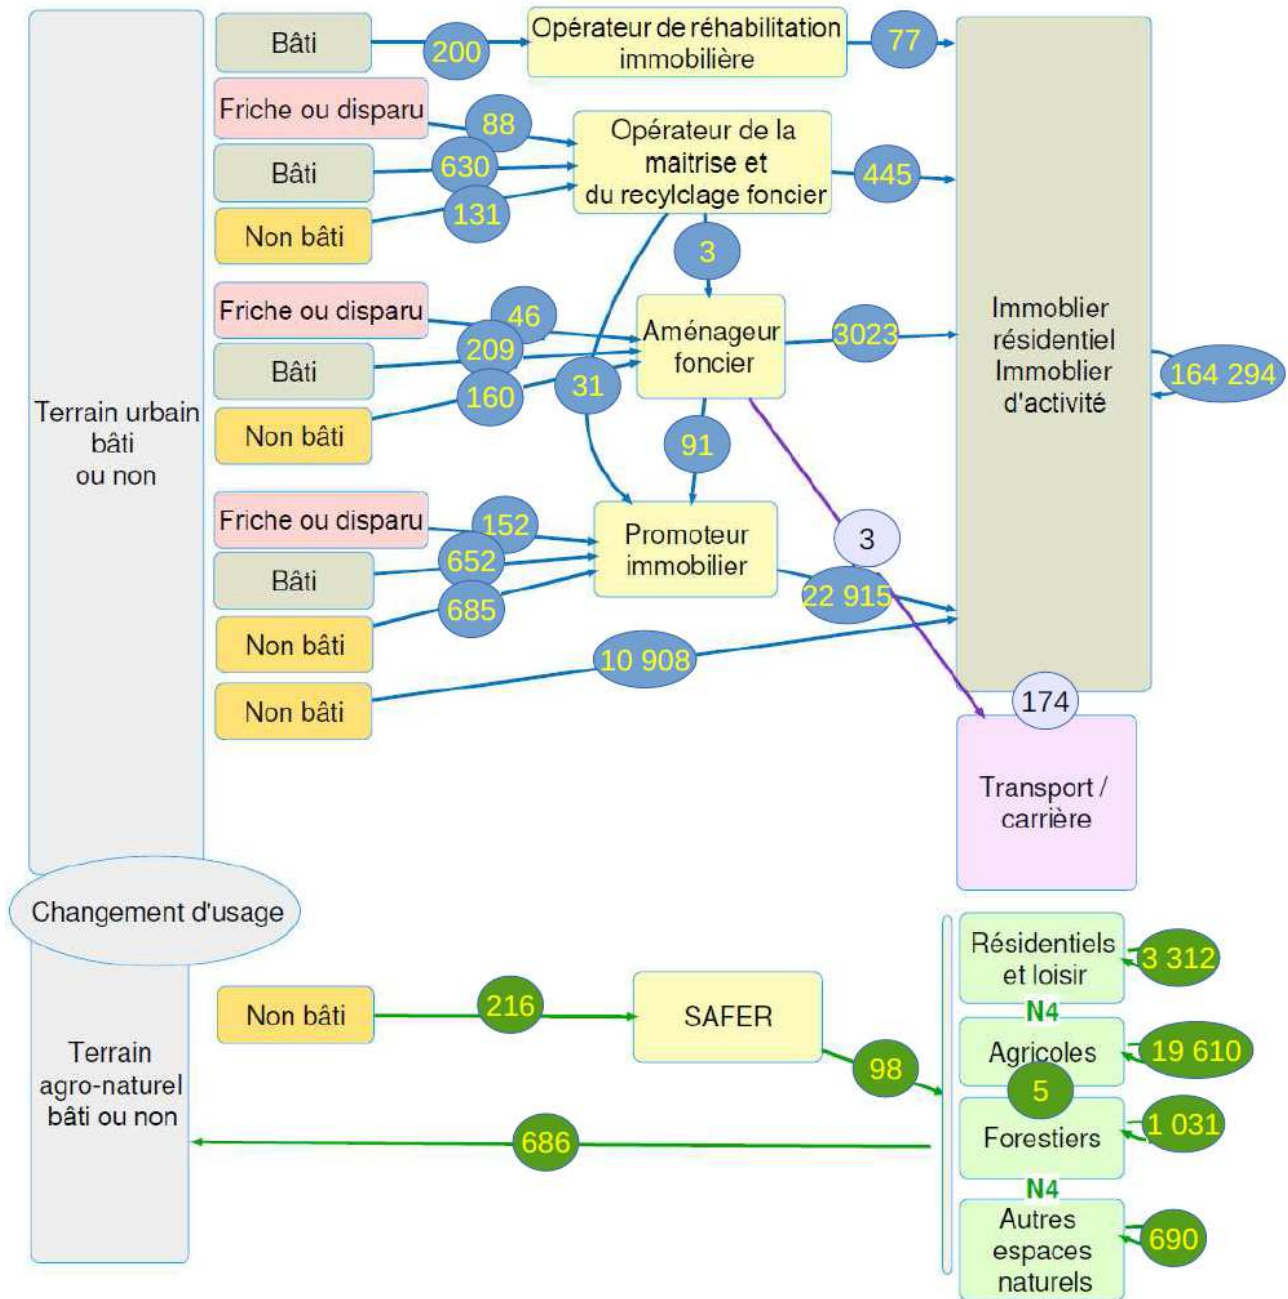 Bâti
200
Opérateur de réhabilitation
immobilière
77
Friche ou disparu
88
Opérateur de la
maitrise et
du recylclage foncier
445
Bâti
630
Non bâti
131
3
Friche ou disparu
46
Aménageur
foncier
3023
Bâti
209
Non bâti
160
31
91
Immoblier
résidentiel
Immoblier
d'activité
164 294
Terrain urbain
bâti
ou non
Friche ou disparu
152
Promoteur
immobilier
3
Bâti
652
22 915
Non bâti
685
10 908
Non bâti
174
Transport /
carrière
Changement d'usage
Résidentiels
et loisir
3 312
N4
Non bâti
216
SAFER
Agricoles
19 610
98
5
Terrain
agro-naturel
bâti ou non
686
Forestiers
1 031
N4
Autres
espaces
naturels
690